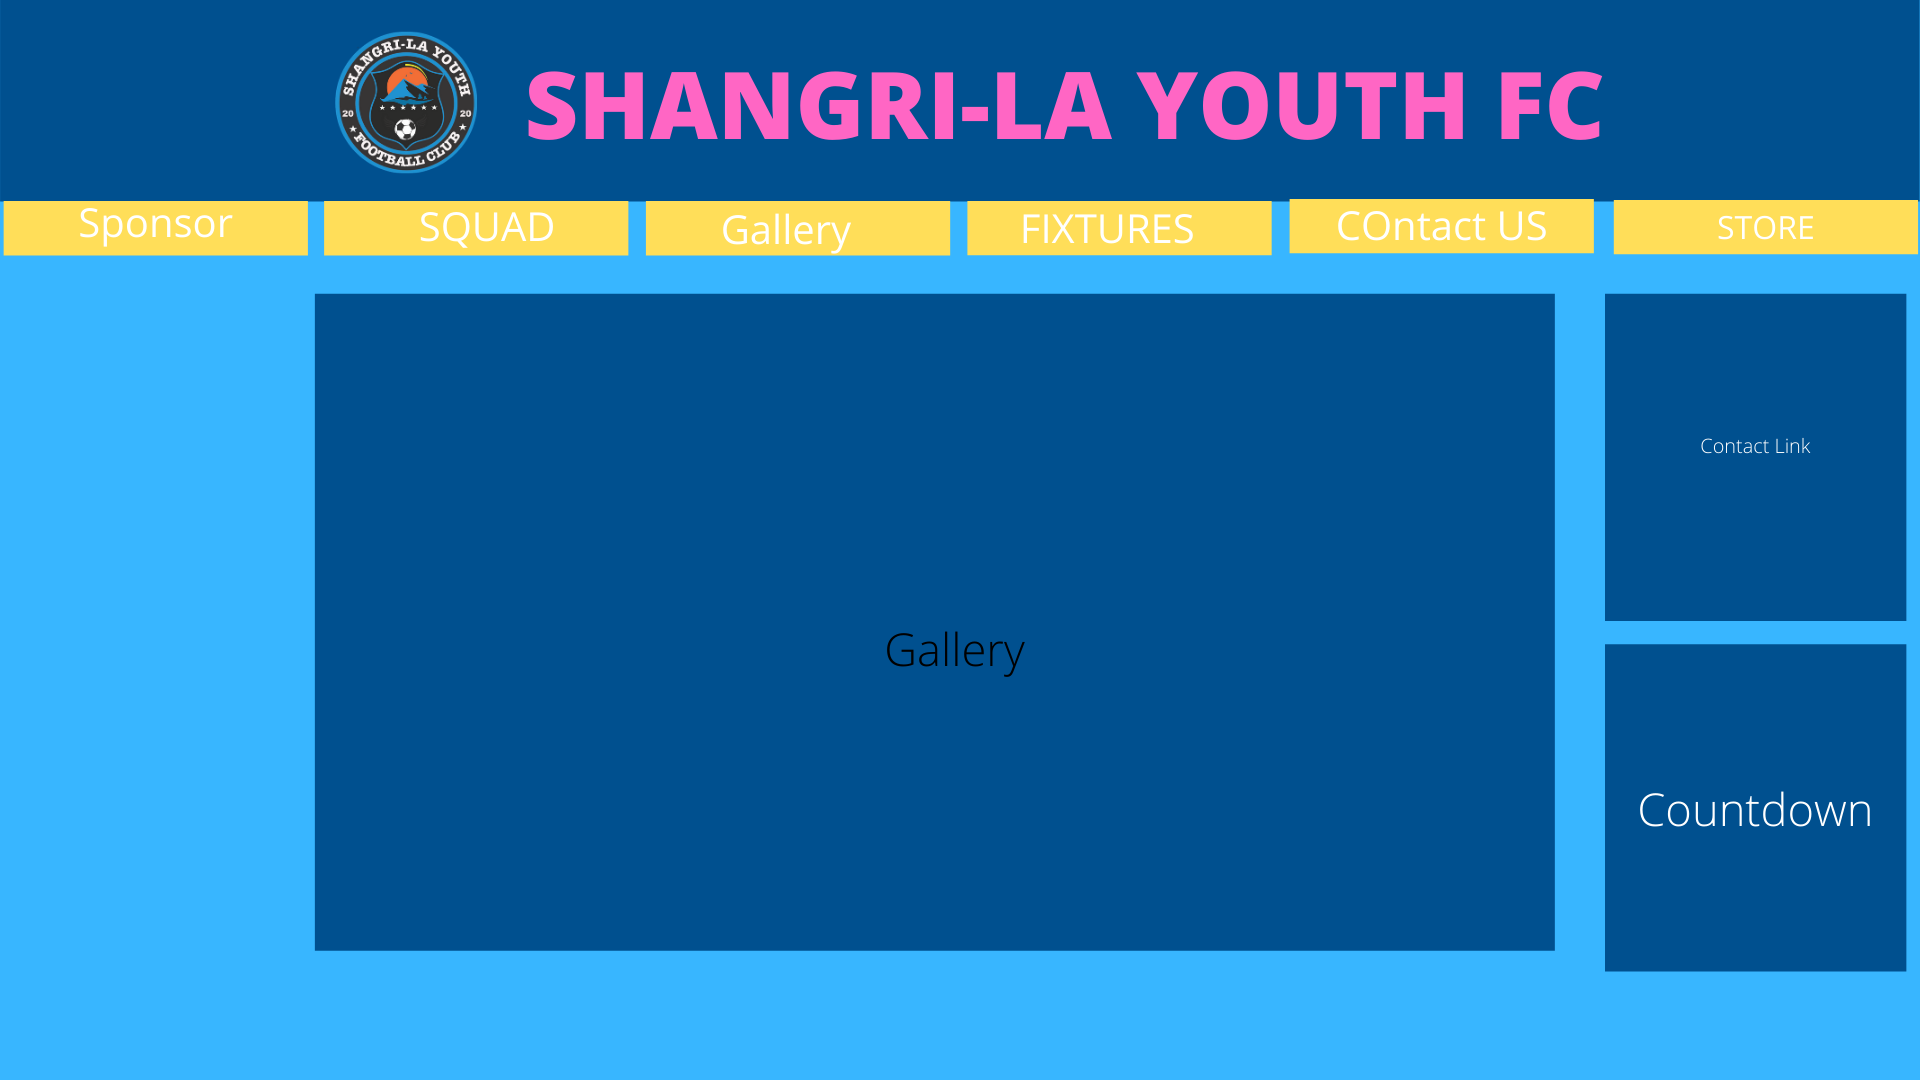 SHANGRI-LA YOUTH
20 20
FOOTBALL CLUB
SHANGRI-LA YOUTH FC
Sponsor
SQUAD
Gallery
FIXTURES
COntact US
STORE
Contact Link
Gallery
Countdown